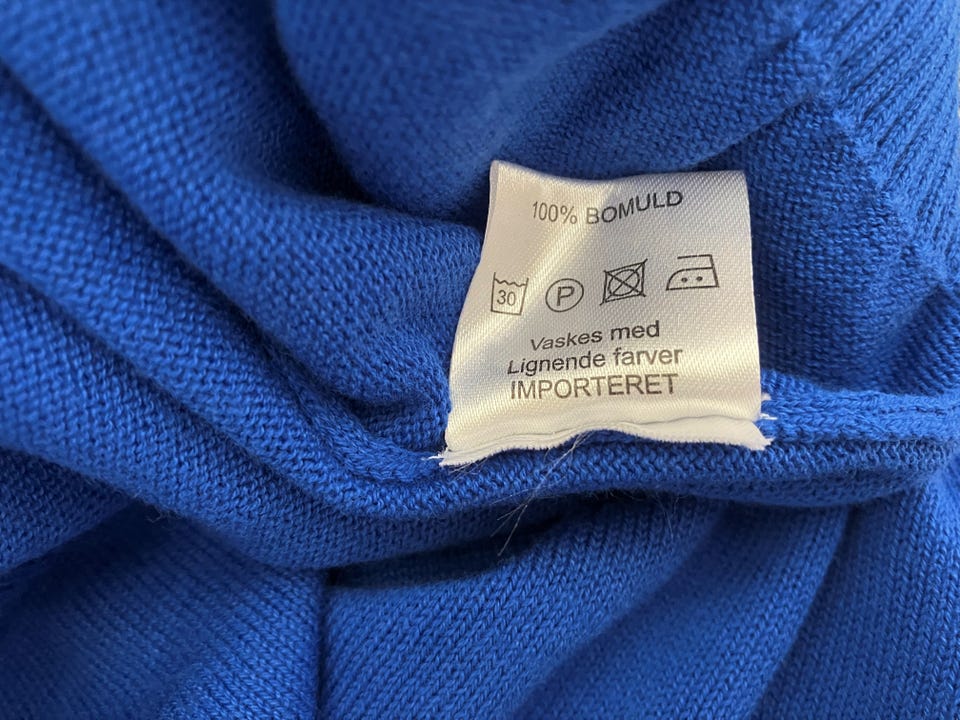 100% BOMULD
30 P
Vaskes med
Lignende farver
IMPORTERET